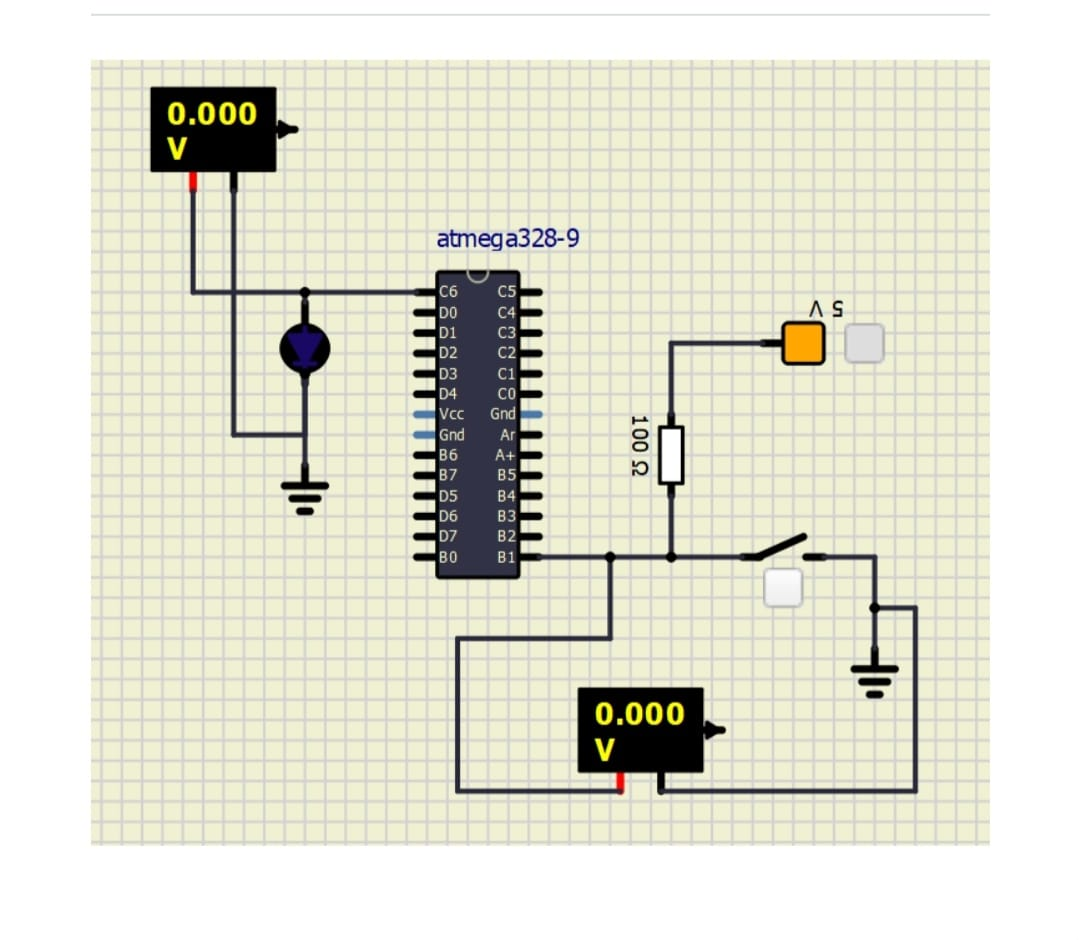 0.000
V
atmega328-9
C6 C5
D0 C4
D1 C3
D2 C2
D3 C1
D4 C0
Vcc Gnd
Gnd Ar
B6 A+
B7 B5
D5 B4
D6 B3
D7 B2
B0 B1
5 V
100 Ω
0.000
V